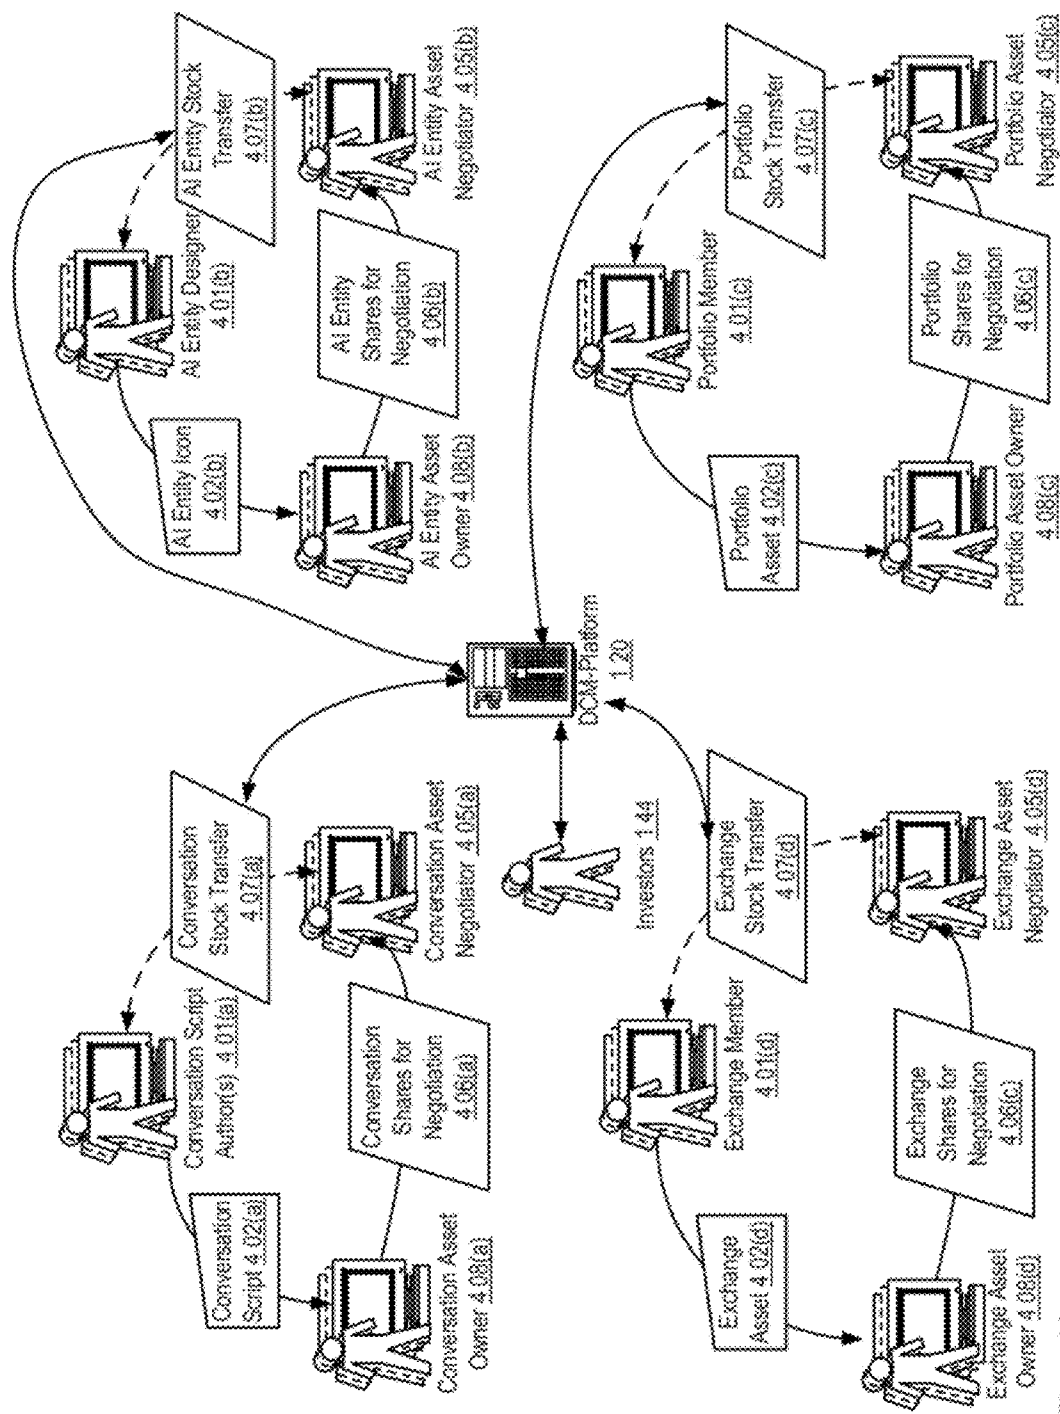 Conversation Script
Author(s) 4.01(a)
Conversation
Script 4.02(a)
Conversation
Stock Transfer
4.07(a)
Conversation Asset
Owner 4.08(a)
Conversation
Shares for
Negotiation
4.06(a)
Conversation Asset
Negotiator 4.05(a)
AI Entity Designer
4.01(b)
AI Entity Icon
4.02(b)
AI Entity Stock
Transfer
4.07(b)
AI Entity Asset
Owner 4.08(b)
AI Entity
Shares for
Negotiation
4.06(b)
AI Entity Asset
Negotiator 4.05(b)
DCM-Platform
1.20
Investors 1.44
Exchange Member
4.01(d)
Exchange
Asset 4.02(d)
Exchange
Stock Transfer
4.07(d)
Exchange Asset
Owner 4.08(d)
Exchange
Shares for
Negotiation
4.06(c)
Exchange Asset
Negotiator 4.05(d)
Portfolio Member
4.01(c)
Portfolio
Asset 4.02(c)
Portfolio
Stock Transfer
4.07(c)
Portfolio Asset Owner
4.08(c)
Portfolio
Shares for
Negotiation
4.06(c)
Portfolio Asset
Negotiator 4.05(c)